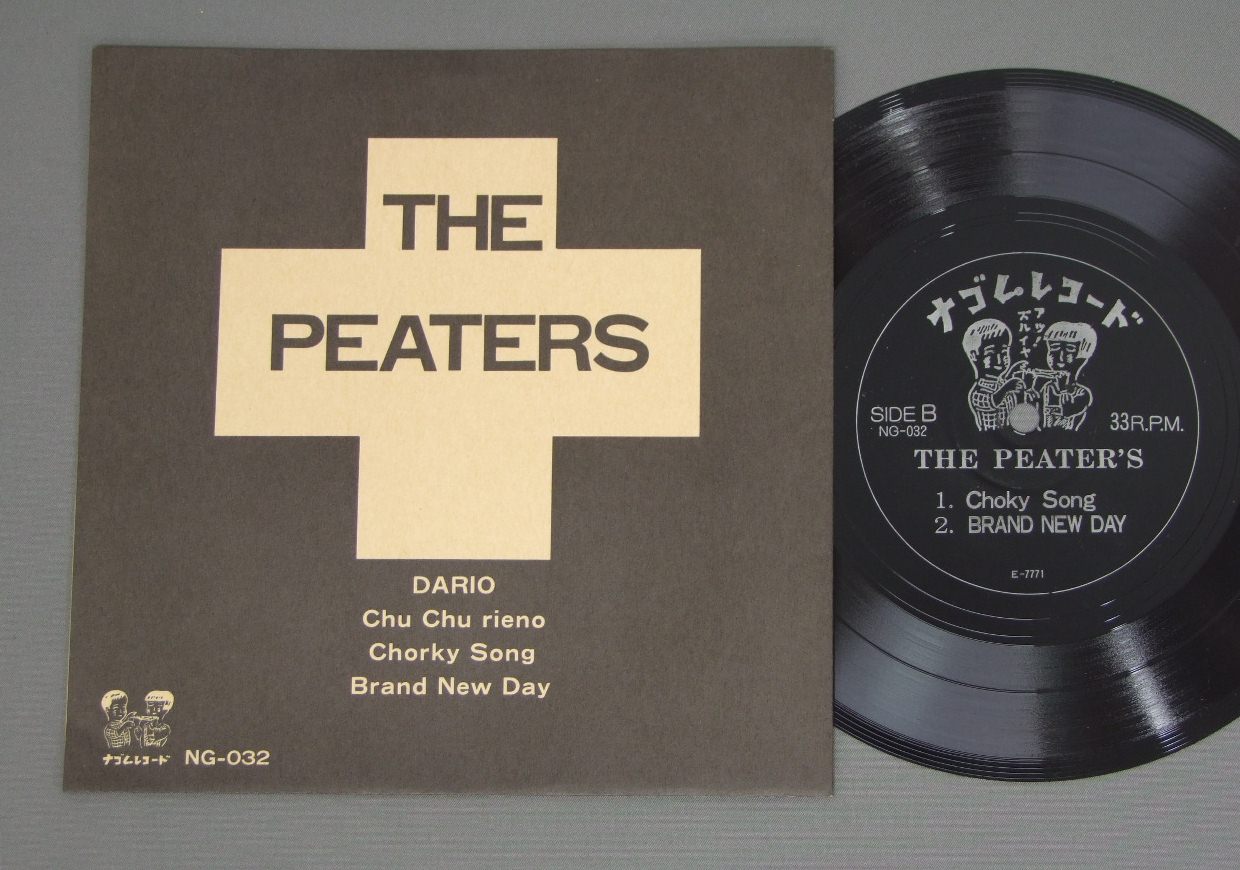 THE
PEATERS
DARIO
Chu Chu rieno
Chorky Song
Brand New Day
ナゴムレコード NG-032
ナゴムレコード
アッ!
ズルイヤ
SIDE B
NG-032
33R.P.M.
THE PEATER'S
1. Choky Song
2. BRAND NEW DAY
E-7771